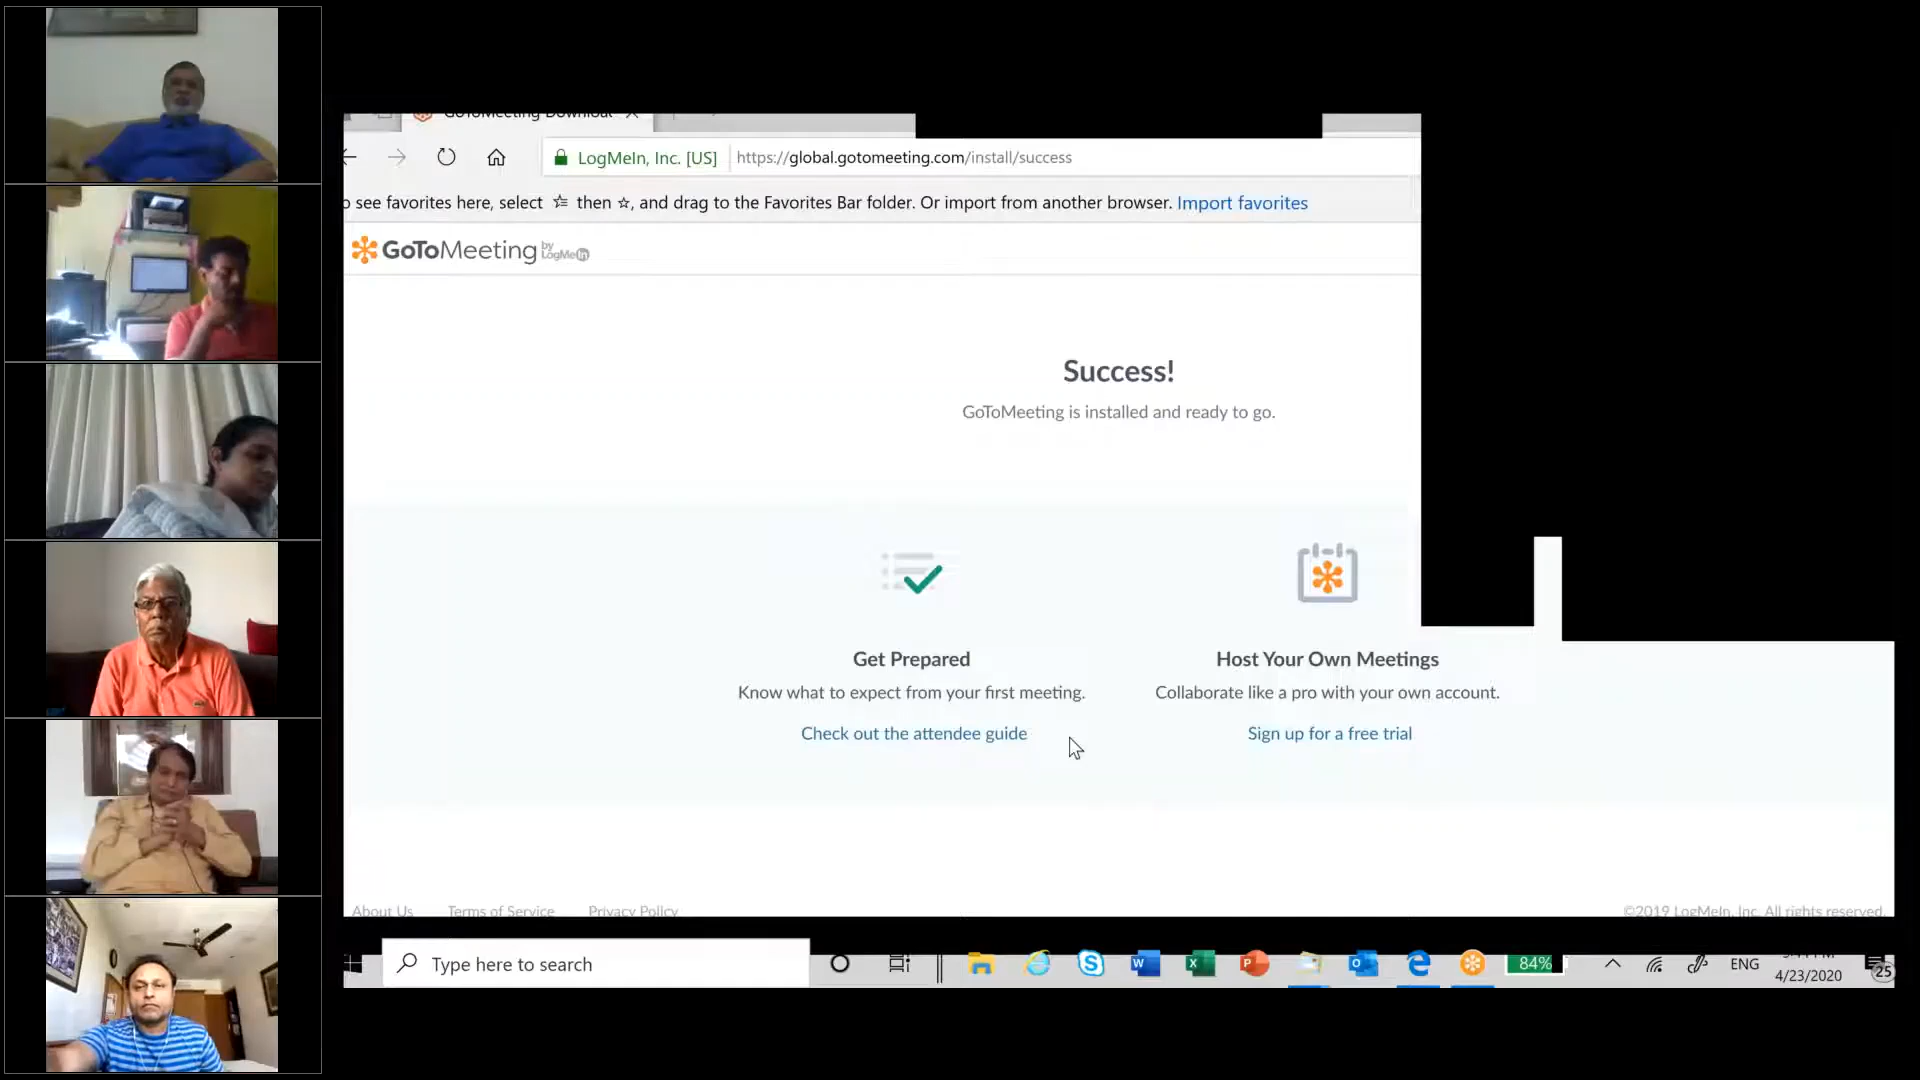 GoToMeeting Download
LogMeIn, Inc. [US]
https://global.gotomeeting.com/install/success
o see favorites here, select then , and drag to the Favorites Bar folder. Or import from another browser. Import favorites
GoToMeeting by LogMeIn
Success!
GoToMeeting is installed and ready to go.
Get Prepared
Host Your Own Meetings
Know what to expect from your first meeting.
Collaborate like a pro with your own account.
Check out the attendee guide
Sign up for a free trial
About Us
Terms of Service
Privacy Policy
©2019 LogMeIn, Inc. All rights reserved.
Type here to search
84%
ENG
4/23/2020
25